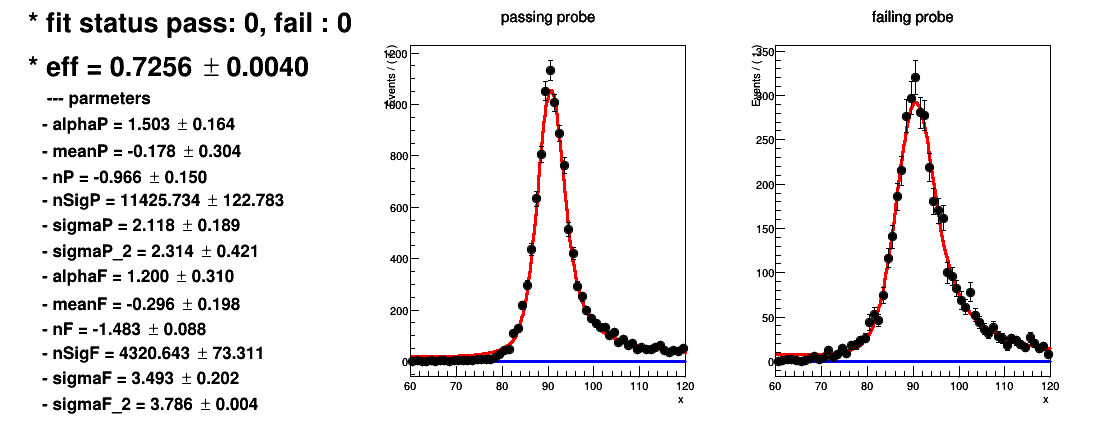 * fit status pass: 0, fail : 0
* eff = 0.7256 ± 0.0040
--- parmeters
- alphaP = 1.503 ± 0.164
- meanP = -0.178 ± 0.304
- nP = -0.966 ± 0.150
- nSigP = 11425.734 ± 122.783
- sigmaP = 2.118 ± 0.189
- sigmaP_2 = 2.314 ± 0.421
- alphaF = 1.200 ± 0.310
- meanF = -0.296 ± 0.198
- nF = -1.483 ± 0.088
- nSigF = 4320.643 ± 73.311
- sigmaF = 3.493 ± 0.202
- sigmaF_2 = 3.786 ± 0.004
passing probe
Events / ( 1 )
1200
1000
800
600
400
200
0
60 70 80 90 100 110 120
x
failing probe
Events / ( 1 )
350
300
250
200
150
100
50
0
60 70 80 90 100 110 120
x